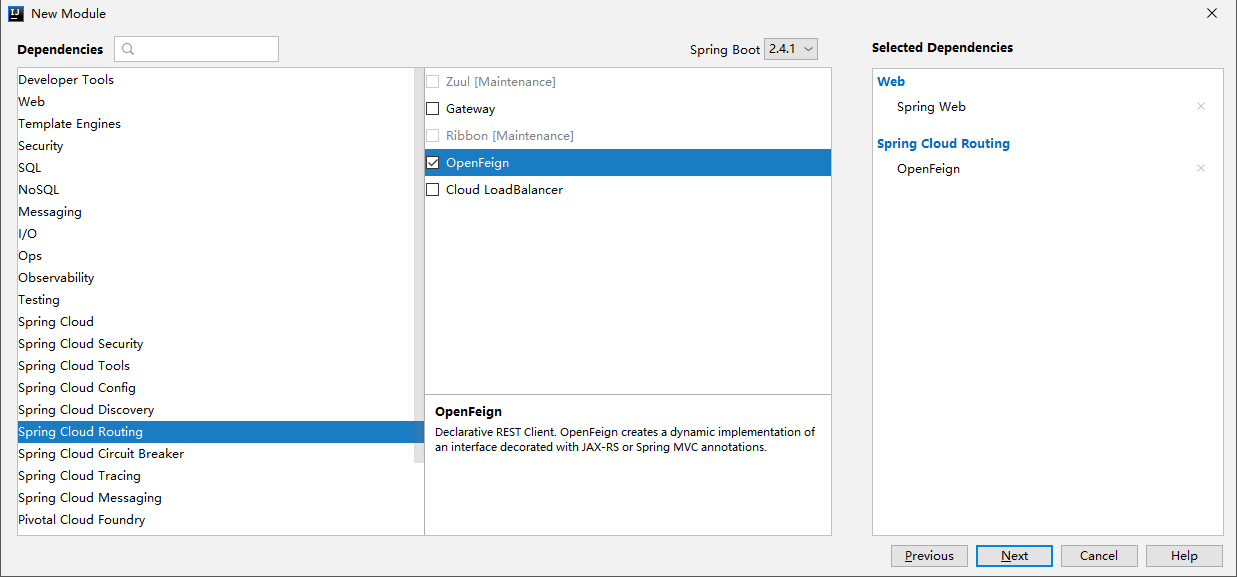 New Module
Dependencies
Spring Boot 2.4.1
Selected Dependencies
Developer Tools
Web
Template Engines
Security
SQL
NoSQL
Messaging
I/O
Ops
Observability
Testing
Spring Cloud
Spring Cloud Security
Spring Cloud Tools
Spring Cloud Config
Spring Cloud Discovery
Spring Cloud Routing
Spring Cloud Circuit Breaker
Spring Cloud Tracing
Spring Cloud Messaging
Pivotal Cloud Foundry
Zuul [Maintenance]
Gateway
Ribbon [Maintenance]
OpenFeign
Cloud LoadBalancer
OpenFeign
Declarative REST Client. OpenFeign creates a dynamic implementation of
an interface decorated with JAX-RS or Spring MVC annotations.
Web
Spring Web
Spring Cloud Routing
OpenFeign
Previous
Next
Cancel
Help